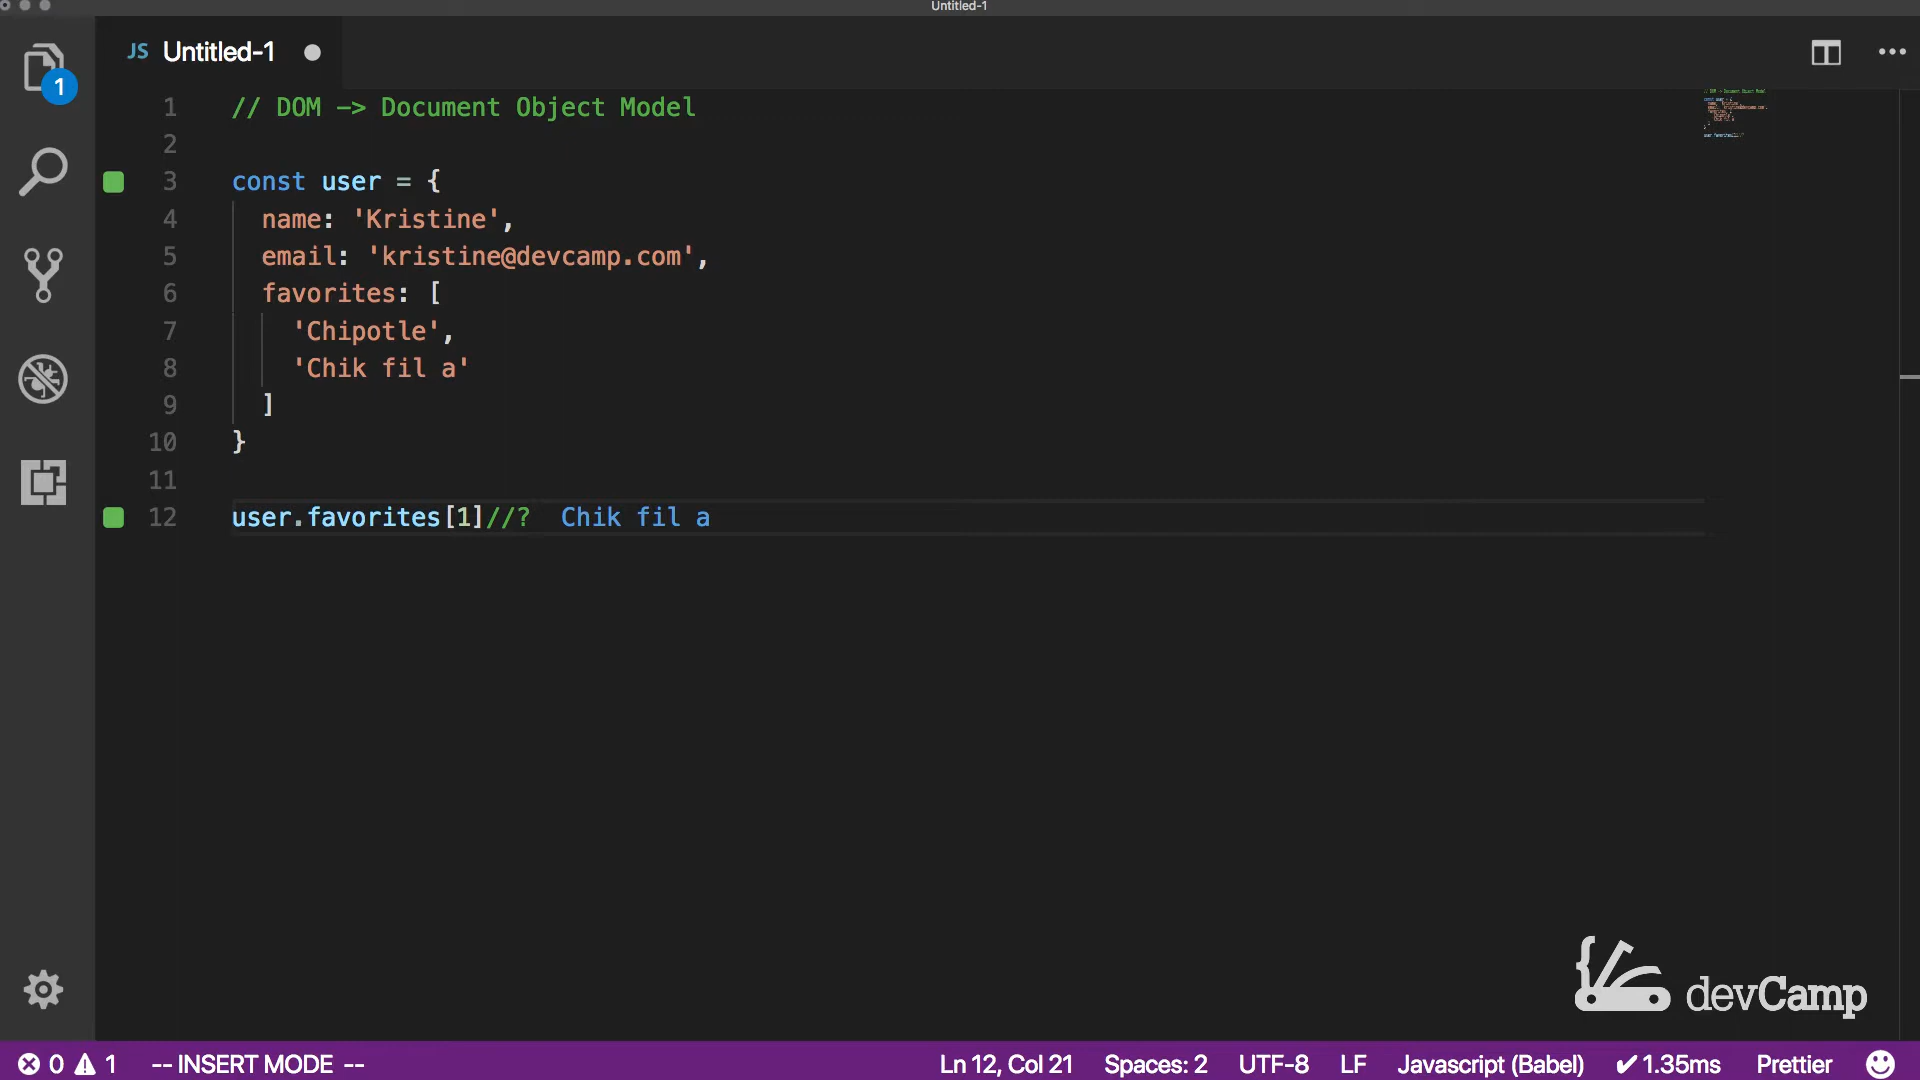 Untitled-1
JS Untitled-1
1
1 // DOM -> Document Object Model
2
3 const user = {
4 name: 'Kristine',
5 email: 'kristine@devcamp.com',
6 favorites: [
7 'Chipotle',
8 'Chik fil a'
9 ]
10 }
11
12 user.favorites[1]//? Chik fil a
devCamp
0 1 -- INSERT MODE -- Ln 12, Col 21 Spaces: 2 UTF-8 LF Javascript (Babel) ✔1.35ms Prettier